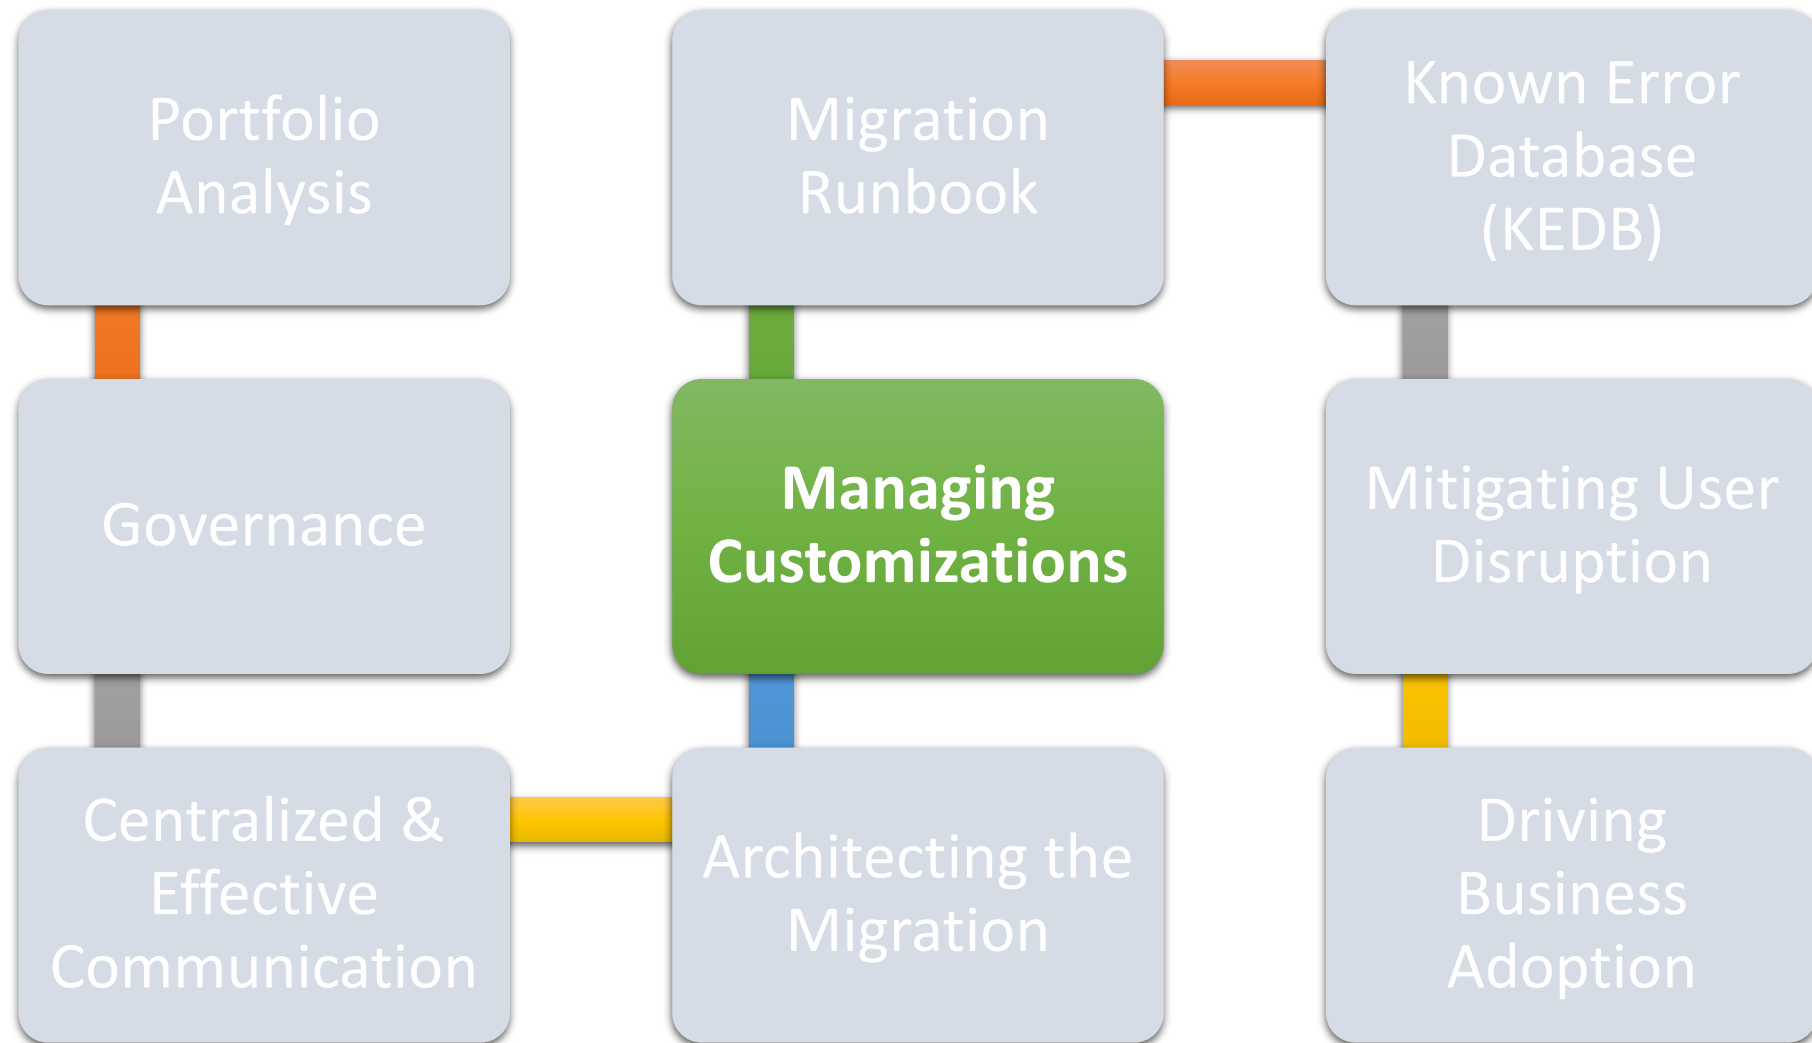 Portfolio
Analysis
Governance
Centralized &
Effective
Communication
Architecting the
Migration
Managing
Customizations
Migration
Runbook
Known Error
Database
(KEDB)
Mitigating User
Disruption
Driving
Business
Adoption